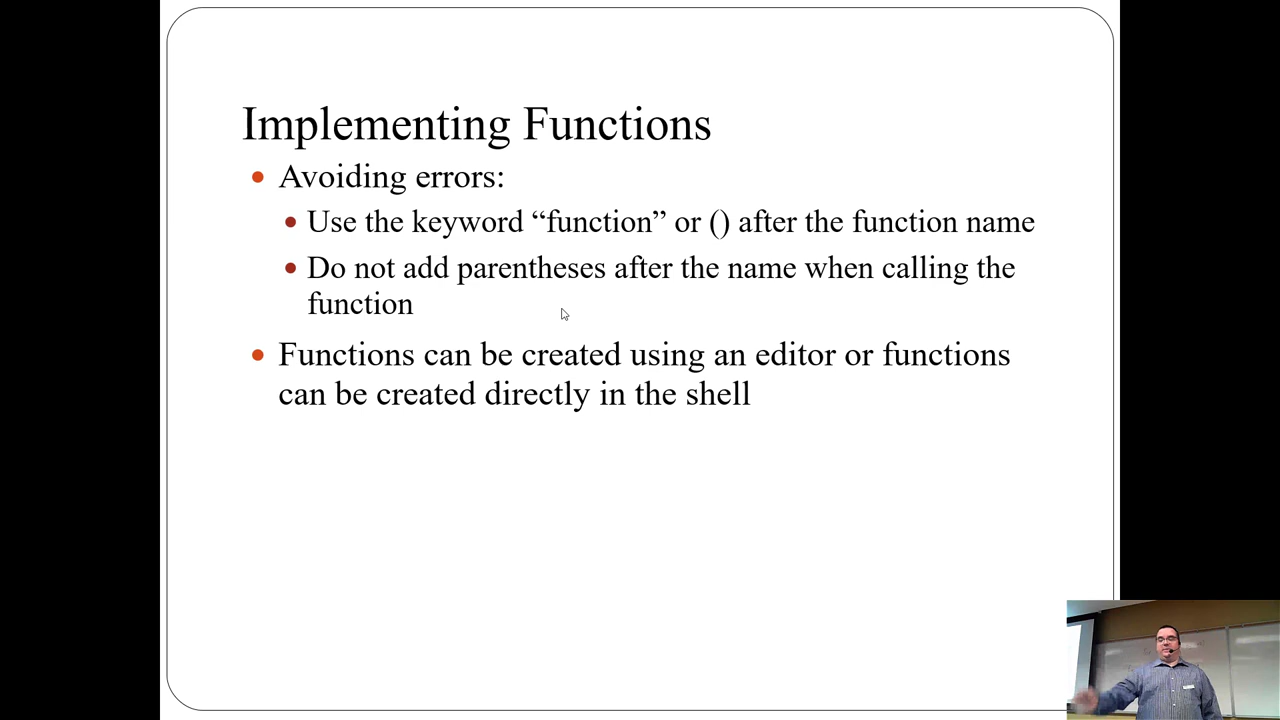 Implementing Functions
Avoiding errors:
Use the keyword “function” or () after the function name
Do not add parentheses after the name when calling the
function
Functions can be created using an editor or functions
can be created directly in the shell